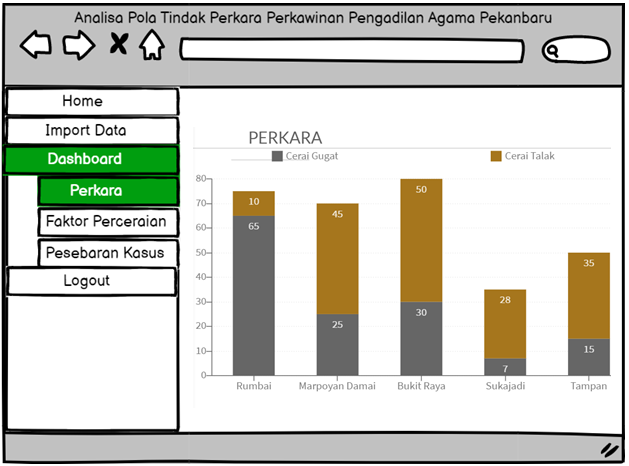 Analisa Pola Tindak Perkara Perkawinan Pengadilan Agama Pekanbaru
Home
Import Data
Dashboard
Perkara
Faktor Perceraian
Pesebaran Kasus
Logout
PERKARA
Cerai Gugat Cerai Talak
80
70
60
50
40
30
20
10
0
10
65
45
25
50
30
28
7
35
15
Rumbai Marpoyan Damai Bukit Raya Sukajadi Tampan